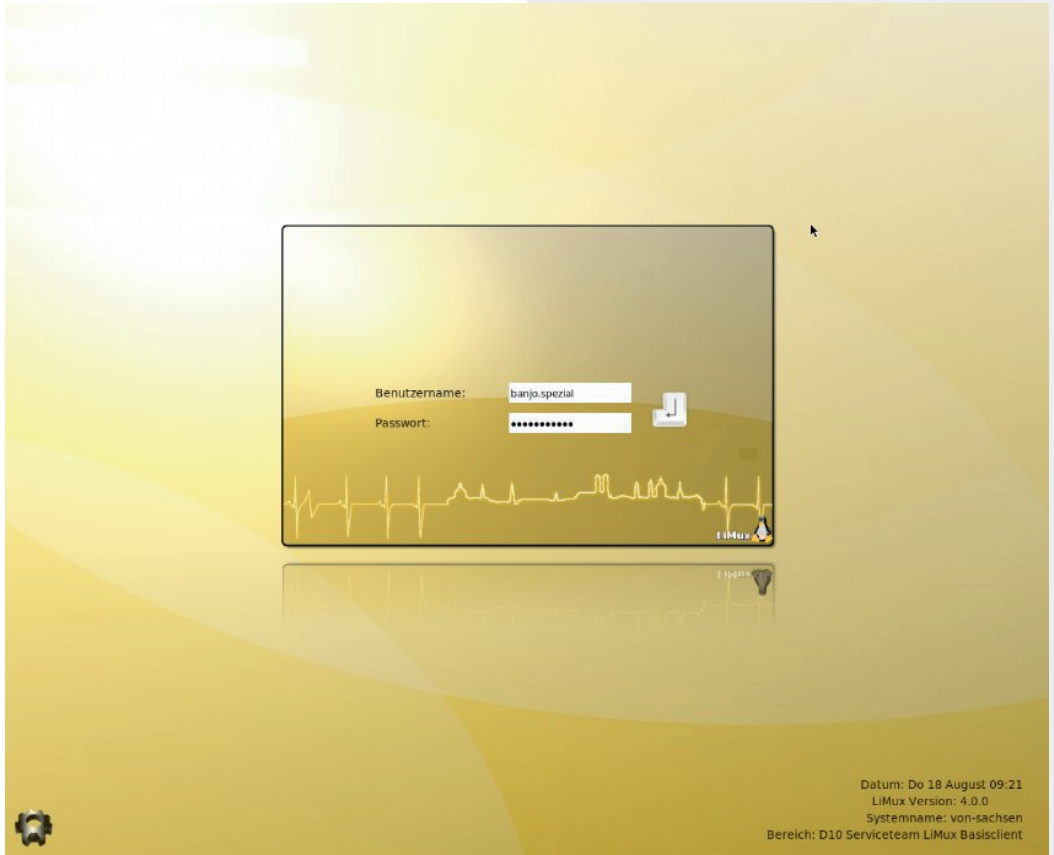 Benutzername:
banjo.spezial
Passwort:
•••••••••••
LiMux
Datum: Do 18 August 09:21
LiMux Version: 4.0.0
Systemname: von-sachsen
Bereich: D10 Serviceteam LiMux Basisclient